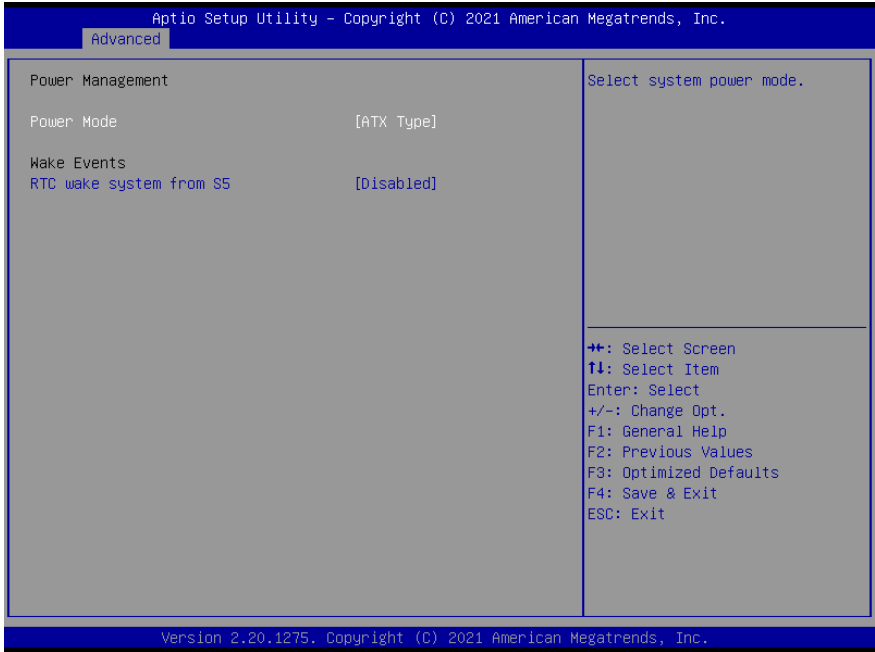 Aptio Setup Utility – Copyright (C) 2021 American Megatrends, Inc.
Advanced
Power Management
Power Mode [ATX Type]
Wake Events
RTC wake system from S5 [Disabled]
Select system power mode.
→←: Select Screen
↑↓: Select Item
Enter: Select
+/-: Change Opt.
F1: General Help
F2: Previous Values
F3: Optimized Defaults
F4: Save & Exit
ESC: Exit
Version 2.20.1275. Copyright (C) 2021 American Megatrends, Inc.